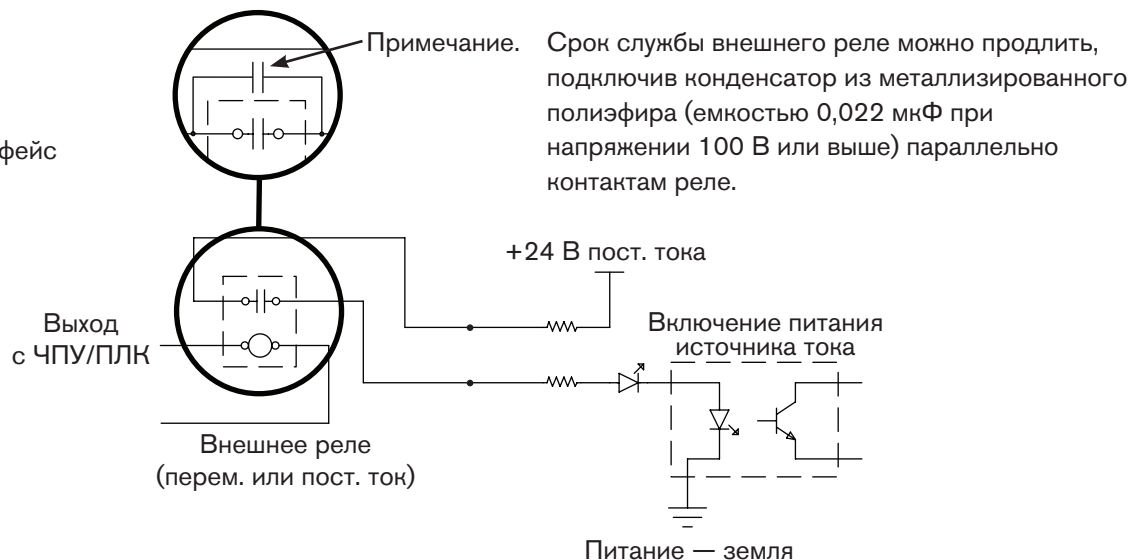 Примечание.
Срок службы внешнего реле можно продлить,
подключив конденсатор из металлизированного
полиэфира (емкостью 0,022 мкФ при
напряжении 100 В или выше) параллельно
контактам реле.
фейс
+24 В пост. тока
Выход
с ЧПУ/ПЛК
Включение питания
источника тока
Внешнее реле
(перем. или пост. ток)
Питание — земля